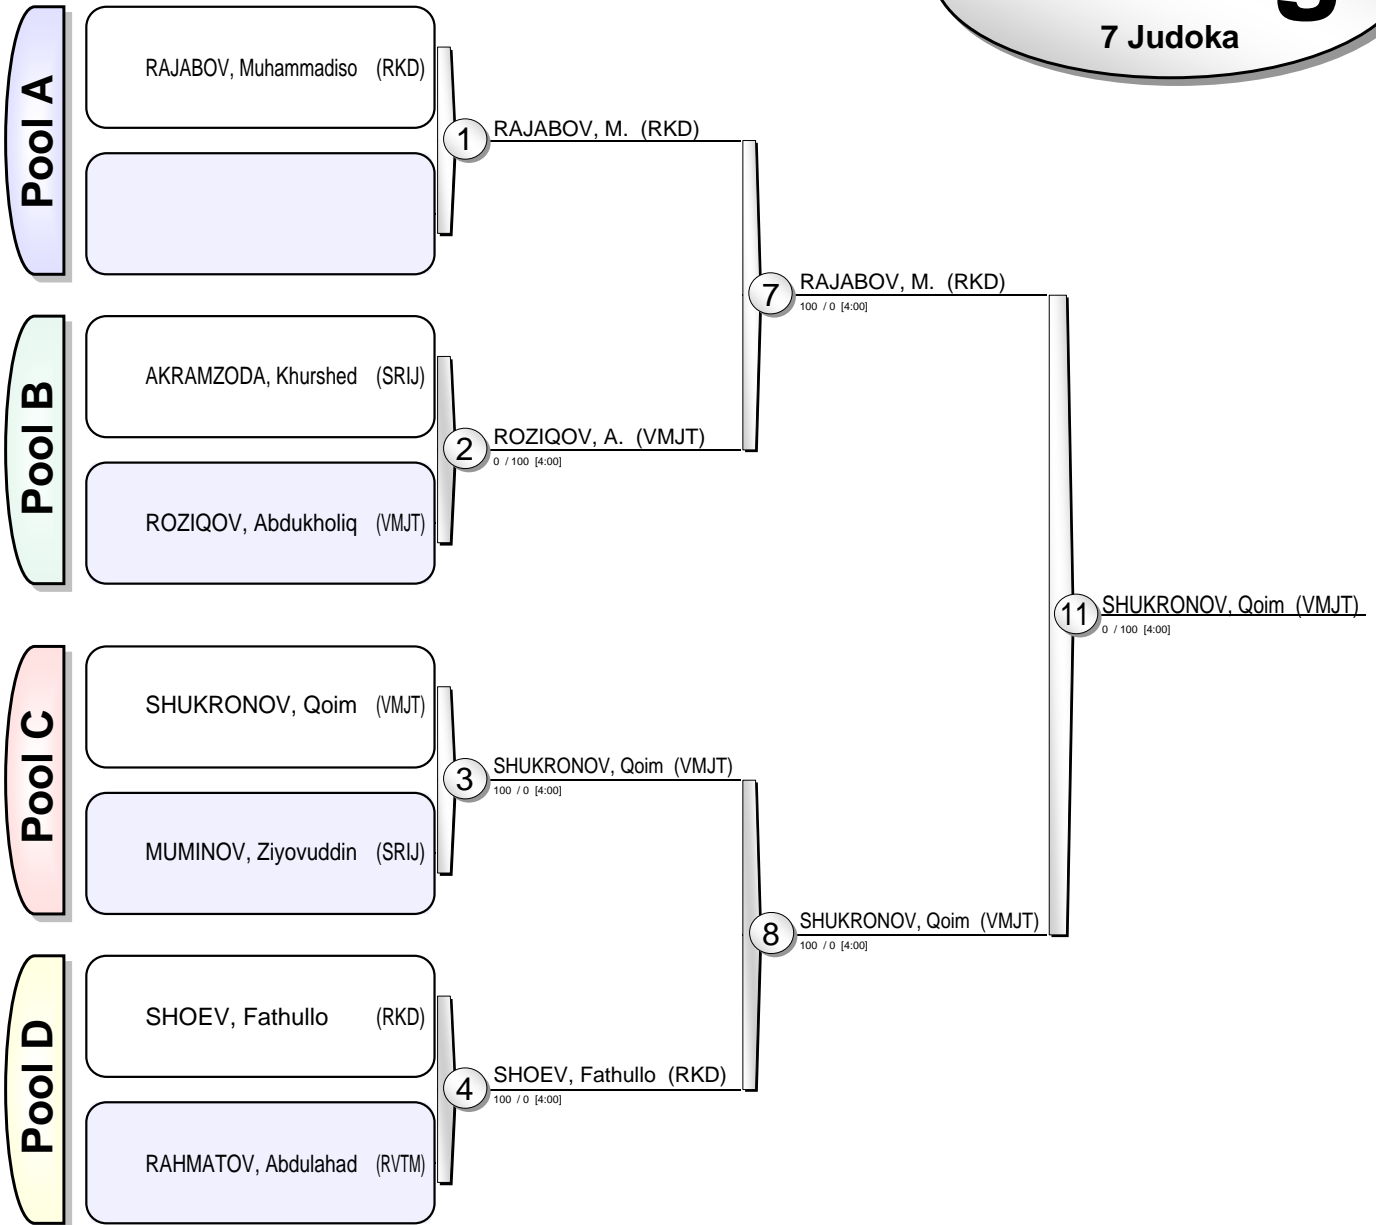 7 Judoka
Pool A
RAJABOV, Muhammadiso (RKD)
1 RAJABOV, M. (RKD)
7 RAJABOV, M. (RKD)
100 / 0 [4:00]
Pool B
AKRAMZODA, Khurshed (SRIJ)
2 ROZIQOV, A. (VMJT)
0 / 100 [4:00]
ROZIQOV, Abdukholiq (VMJT)
11 SHUKRONOV, Qoim (VMJT)
0 / 100 [4:00]
Pool C
SHUKRONOV, Qoim (VMJT)
3 SHUKRONOV, Qoim (VMJT)
100 / 0 [4:00]
MUMINOV, Ziyovuddin (SRIJ)
8 SHUKRONOV, Qoim (VMJT)
100 / 0 [4:00]
Pool D
SHOEV, Fathullo (RKD)
4 SHOEV, Fathullo (RKD)
100 / 0 [4:00]
RAHMATOV, Abdulahad (RVTM)